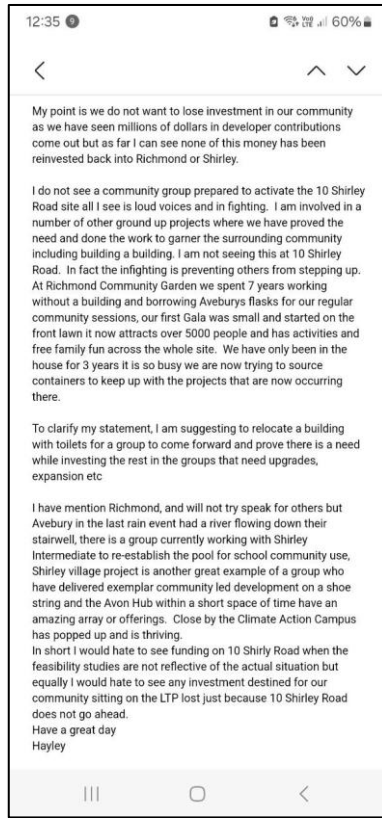 12:35 9 60%
My point is we do not want to lose investment in our community
as we have seen millions of dollars in developer contributions
come out but as far I can see none of this money has been
reinvested back into Richmond or Shirley.
I do not see a community group prepared to activate the 10 Shirley
Road site all I see is loud voices and in fighting. I am involved in a
number of other ground up projects where we have proved the
need and done the work to garner the surrounding community
including building a building. I am not seeing this at 10 Shirley
Road. In fact the infighting is preventing others from stepping up.
At Richmond Community Garden we spent 7 years working
without a building and borrowing Aveburys flasks for our regular
community sessions, our first Gala was small and started on the
front lawn it now attracts over 5000 people and has activities and
free family fun across the whole site. We have only been in the
house for 3 years it is so busy we are now trying to source
containers to keep up with the projects that are now occurring
there.
To clarify my statement, I am suggesting to relocate a building
with toilets for a group to come forward and prove there is a need
while investing the rest in the groups that need upgrades,
expansion etc
I have mention Richmond, and will not try speak for others but
Avebury in the last rain event had a river flowing down their
stairwell, there is a group currently working with Shirley
Intermediate to re-establish the pool for school community use,
Shirley village project is another great example of a group who
have delivered exemplar community led development on a shoe
string and the Avon Hub within a short space of time have an
amazing array or offerings. Close by the Climate Action Campus
has popped up and is thriving.
In short I would hate to see funding on 10 Shirly Road when the
feasibility studies are not reflective of the actual situation but
equally I would hate to see any investment destined for our
community sitting on the LTP lost just because 10 Shirley Road
does not go ahead.
Have a great day
Hayley